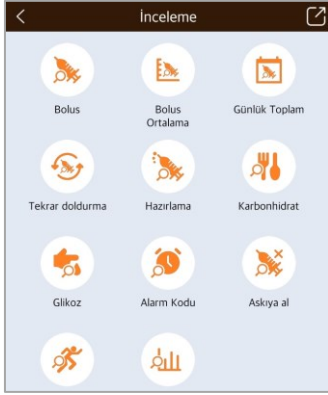 İnceleme
Bolus
Bolus
Ortalama
Günlük Toplam
Tekrar doldurma
Hazırlama
Karbonhidrat
Glikoz
Alarm Kodu
Askıya al